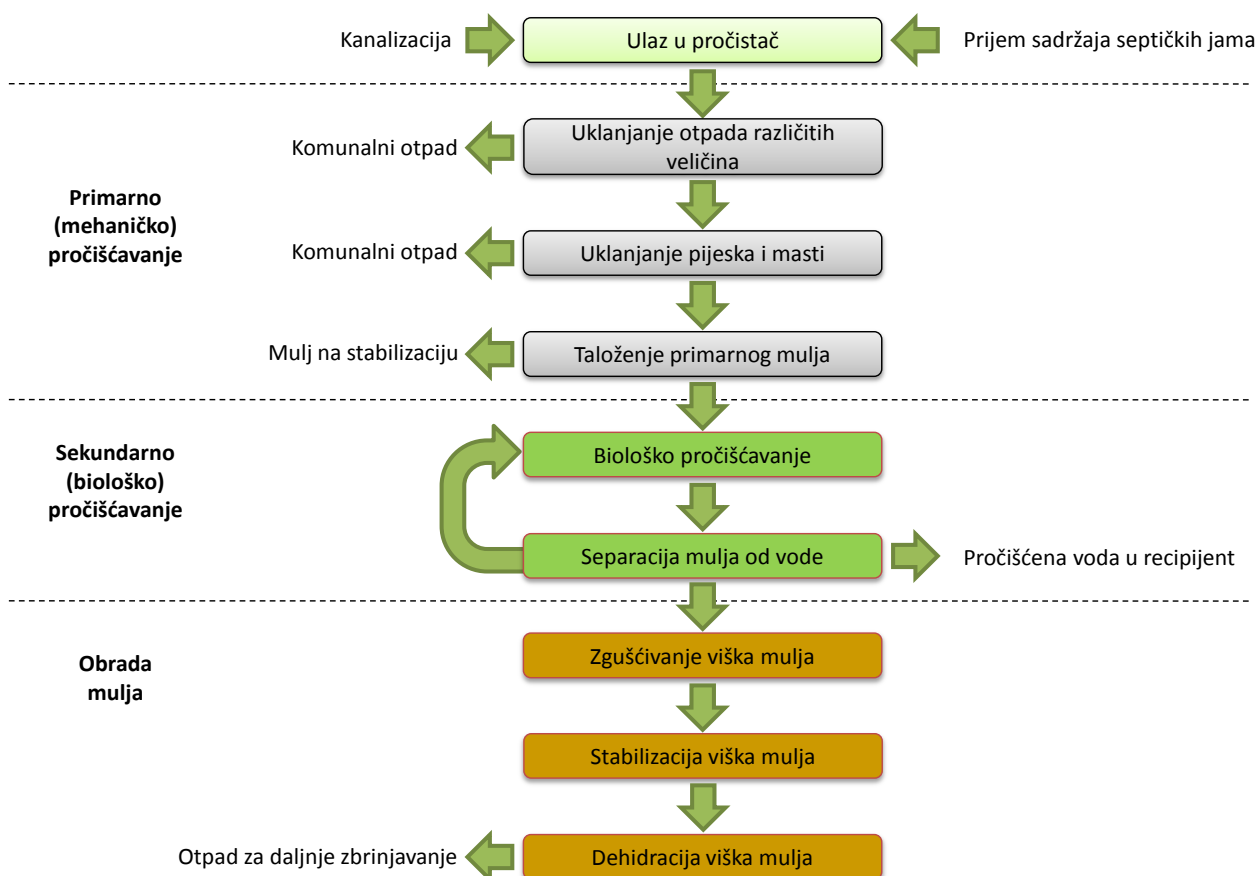 Kanalizacija
Ulaz u pročistač
Prijem sadržaja septičkih jama
Komunalni otpad
Uklanjanje otpada različitih
veličina
Primarno
(mehaničko)
pročišćavanje
Komunalni otpad
Uklanjanje pijeska i masti
Mulj na stabilizaciju
Taloženje primarnog mulja
Sekundarno
(biološko)
pročišćavanje
Biološko pročišćavanje
Separacija mulja od vode
Pročišćena voda u recipijent
Obrada
mulja
Zgušćivanje viška mulja
Stabilizacija viška mulja
Otpad za daljnje zbrinjavanje
Dehidracija viška mulja